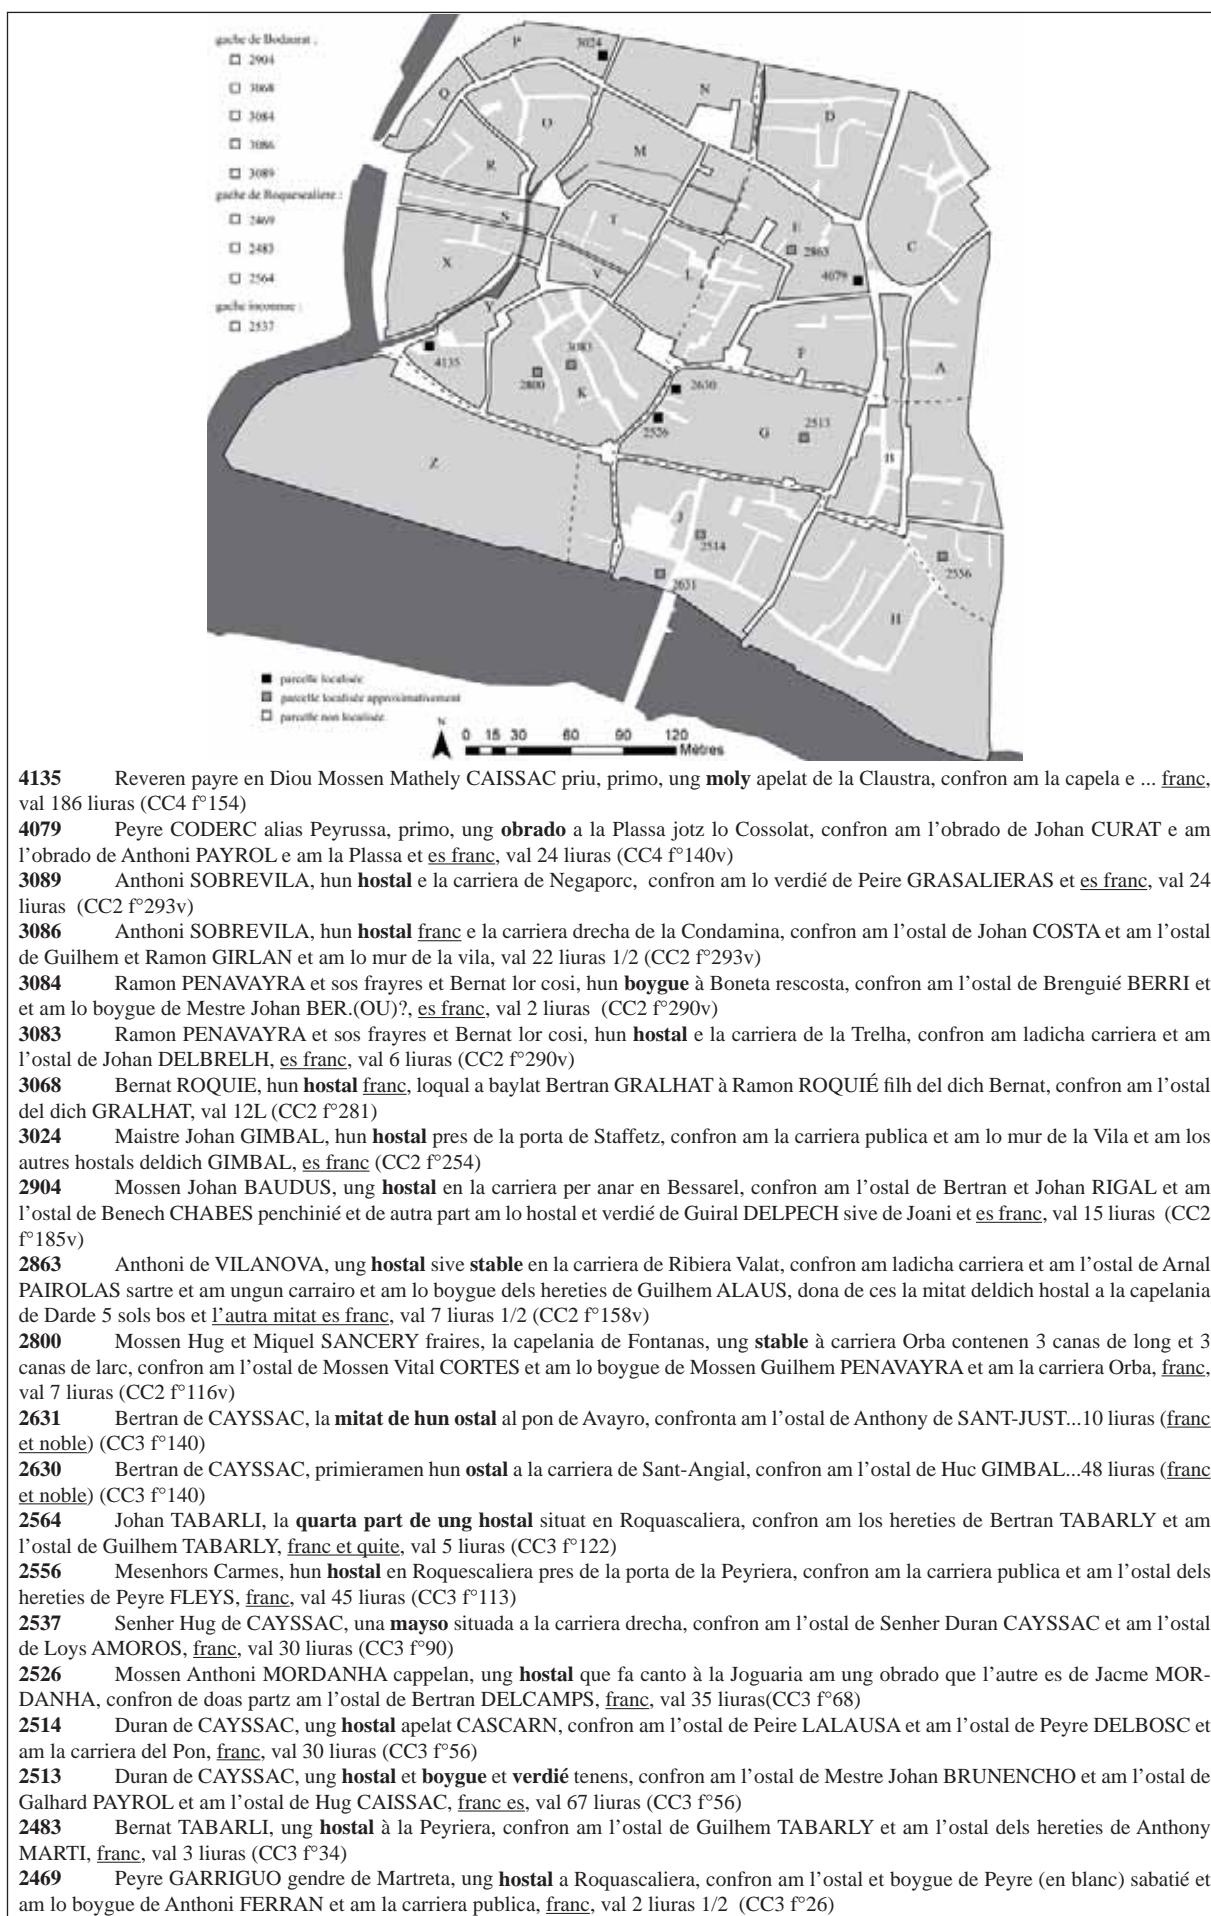 gache de Bodaurat :
2904
3068
3084
3086
3089
gache de Roquescaliere :
2469
2483
2564
gache inconnue :
2537
P
3024
N
D
Q
O
M
R
S
T
E
2863
C
X
L
4079
V
Y
F
A
4135
3083
2800
K
2630
2526
G
2513
B
Z
J
2514
2556
2631
H
parcelle localisée
parcelle localisée approximativement
parcelle non localisée
N
0 15 30 60 90 120
Mètres
4135 Reveren payre en Diou Mossen Mathely CAISSAC priu, primo, ung moly apelat de la Claustra, confron am la capela e ... franc,
val 186 liuras (CC4 f°154)
4079 Peyre CODERC alias Peyrussa, primo, ung obrado a la Plassa jotz lo Cossolat, confron am l'obrado de Johan CURAT e am
l'obrado de Anthoni PAYROL e am la Plassa et es franc, val 24 liuras (CC4 f°140v)
3089 Anthoni SOBREVILA, hun hostal e la carriera de Negaporc, confron am lo verdié de Peire GRASALIERAS et es franc, val 24
liuras (CC2 f°293v)
3086 Anthoni SOBREVILA, hun hostal franc e la carriera drecha de la Condamina, confron am l'ostal de Johan COSTA et am l'ostal
de Guilhem et Ramon GIRLAN et am lo mur de la vila, val 22 liuras 1/2 (CC2 f°293v)
3084 Ramon PENAVAYRA et sos frayres et Bernat lor cosi, hun boygue à Boneta rescosta, confron am l'ostal de Brenguié BERRI et
et am lo boygue de Mestre Johan BER.(OU)?, es franc, val 2 liuras (CC2 f°290v)
3083 Ramon PENAVAYRA et sos frayres et Bernat lor cosi, hun hostal e la carriera de la Trelha, confron am ladicha carriera et am
l'ostal de Johan DELBRELH, es franc, val 6 liuras (CC2 f°290v)
3068 Bernat ROQUIE, hun hostal franc, loqual a baylat Bertran GRALHAT à Ramon ROQUIÉ filh del dich Bernat, confron am l'ostal
del dich GRALHAT, val 12L (CC2 f°281)
3024 Maistre Johan GIMBAL, hun hostal pres de la porta de Staffetz, confron am la carriera publica et am lo mur de la Vila et am los
autres hostals deldich GIMBAL, es franc (CC2 f°254)
2904 Mossen Johan BAUDUS, ung hostal en la carriera per anar en Bessarel, confron am l'ostal de Bertran et Johan RIGAL et am
l'ostal de Benech CHABES penchinié et de autra part am lo hostal et verdié de Guiral DELPECH sive de Joani et es franc, val 15 liuras (CC2
f°185v)
2863 Anthoni de VILANOVA, ung hostal sive stable en la carriera de Ribiera Valat, confron am ladicha carriera et am l'ostal de Arnal
PAIROLAS sartre et am ungun carrairo et am lo boygue dels hereties de Guilhem ALAUS, dona de ces la mitat deldich hostal a la capelania
de Darde 5 sols bos et l'autra mitat es franc, val 7 liuras 1/2 (CC2 f°158v)
2800 Mossen Hug et Miquel SANCERY fraires, la capelania de Fontanas, ung stable à carriera Orba contenen 3 canas de long et 3
canas de larc, confron am l'ostal de Mossen Vital CORTES et am lo boygue de Mossen Guilhem PENAVAYRA et am la carriera Orba, franc,
val 7 liuras (CC2 f°116v)
2631 Bertran de CAYSSAC, la mitat de hun ostal al pon de Avayro, confronta am l'ostal de Anthony de SANT-JUST...10 liuras (franc
et noble) (CC3 f°140)
2630 Bertran de CAYSSAC, primieramen hun ostal a la carriera de Sant-Angial, confron am l'ostal de Huc GIMBAL...48 liuras (franc
et noble) (CC3 f°140)
2564 Johan TABARLI, la quarta part de ung hostal situat en Roquascaliera, confron am los hereties de Bertran TABARLY et am
l'ostal de Guilhem TABARLY, franc et quite, val 5 liuras (CC3 f°122)
2556 Mesenhors Carmes, hun hostal en Roquescaliera pres de la porta de la Peyriera, confron am la carriera publica et am l'ostal dels
hereties de Peyre FLEYS, franc, val 45 liuras (CC3 f°113)
2537 Senher Hug de CAYSSAC, una mayso situada a la carriera drecha, confron am l'ostal de Senher Duran CAYSSAC et am l'ostal
de Loys AMOROS, franc, val 30 liuras (CC3 f°90)
2526 Mossen Anthoni MORDANHA cappelan, ung hostal que fa canto à la Joguaria am ung obrado que l'autre es de Jacme MOR-
DANHA, confron de doas partz am l'ostal de Bertran DELCAMPS, franc, val 35 liuras(CC3 f°68)
2514 Duran de CAYSSAC, ung hostal apelat CASCARN, confron am l'ostal de Peire LALAUSA et am l'ostal de Peyre DELBOSC et
am la carriera del Pon, franc, val 30 liuras (CC3 f°56)
2513 Duran de CAYSSAC, ung hostal et boygue et verdié tenens, confron am l'ostal de Mestre Johan BRUNENCHO et am l'ostal de
Galhard PAYROL et am l'ostal de Hug CAISSAC, franc es, val 67 liuras (CC3 f°56)
2483 Bernat TABARLI, ung hostal à la Peyriera, confron am l'ostal de Guilhem TABARLY et am l'ostal dels hereties de Anthony
MARTI, franc, val 3 liuras (CC3 f°34)
2469 Peyre GARRIGUO gendre de Martreta, ung hostal a Roquascaliera, confron am l'ostal et boygue de Peyre (en blanc) sabatié et
am lo boygue de Anthoni FERRAN et am la carriera publica, franc, val 2 liuras 1/2 (CC3 f°26)